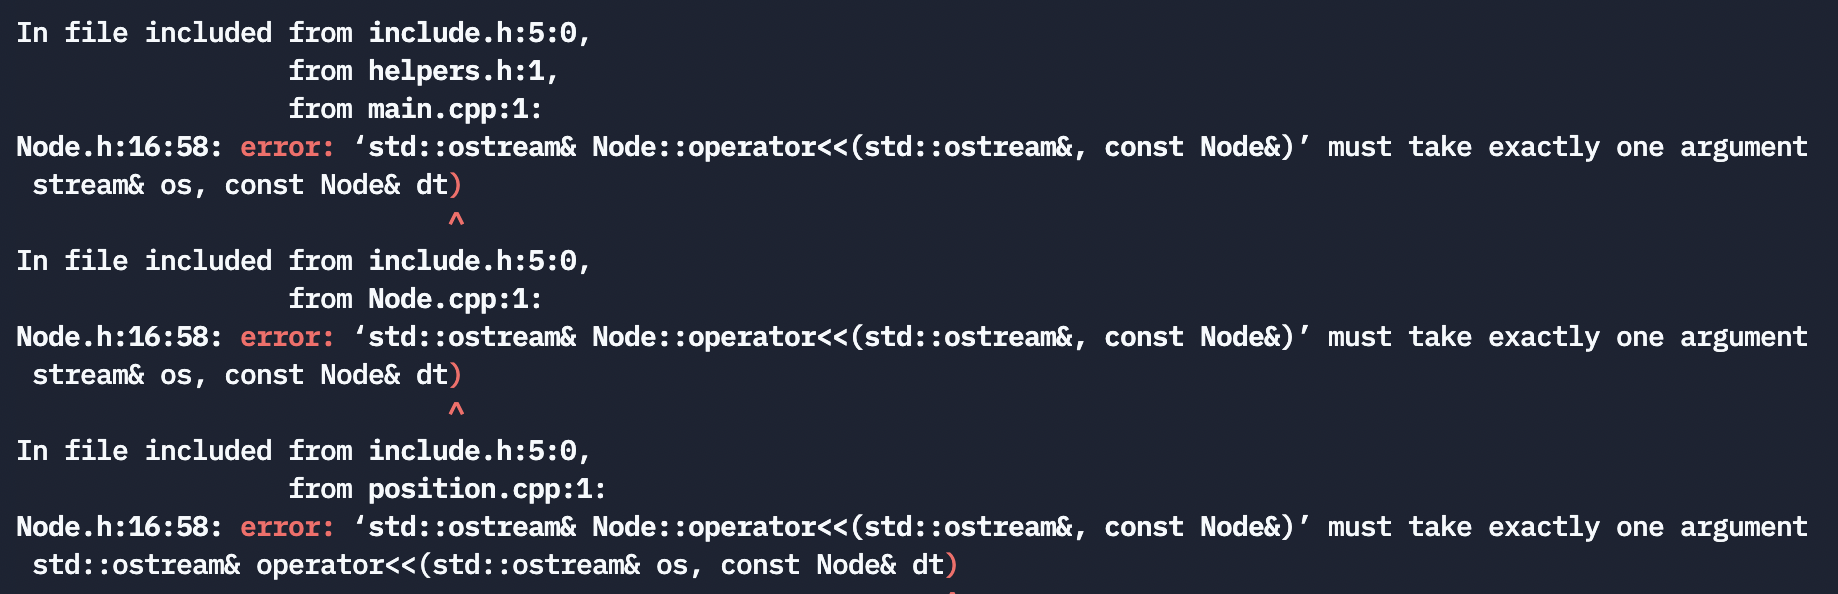 In file included from include.h:5:0,
from helpers.h:1,
from main.cpp:1:
Node.h:16:58: error: ‘std::ostream& Node::operator<<(std::ostream&, const Node&)’ must take exactly one argument
stream& os, const Node& dt)
^
In file included from include.h:5:0,
from Node.cpp:1:
Node.h:16:58: error: ‘std::ostream& Node::operator<<(std::ostream&, const Node&)’ must take exactly one argument
stream& os, const Node& dt)
^
In file included from include.h:5:0,
from position.cpp:1:
Node.h:16:58: error: ‘std::ostream& Node::operator<<(std::ostream&, const Node&)’ must take exactly one argument
std::ostream& operator<<(std::ostream& os, const Node& dt)
^